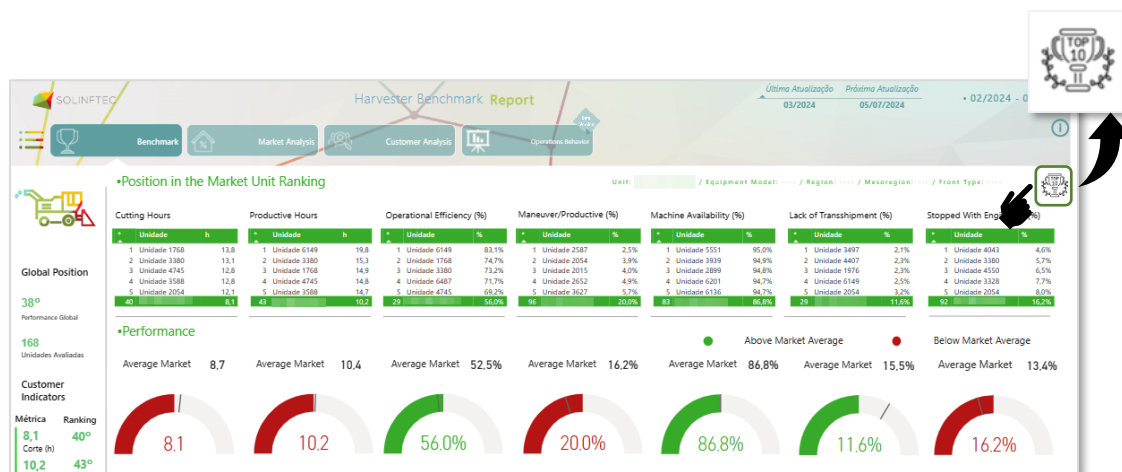 TOP
10
SOLINFTEC
Harvester Benchmark Report
Última Atualização Próxima Atualização
03/2024 05/07/2024
• 02/2024 - 0
Benchmark Market Analysis Customer Analysis Operations Behavior
•Position in the Market Unit Ranking
Unit: / Equipment Model: ---- / Region: ---- / Mesoregion: ---- / Front Type: ----
TOP
10
Cutting Hours Productive Hours Operational Efficiency (%) Maneuver/Productive (%) Machine Availability (%) Lack of Transshipment (%) Stopped With Eng %)
* Unidade h * Unidade h * Unidade % * Unidade % * Unidade % * Unidade % * Unidade %
1 Unidade 1768 13,8 1 Unidade 6149 19,8 1 Unidade 6149 83,1% 1 Unidade 2587 2,5% 1 Unidade 5551 95,0% 1 Unidade 3497 2,1% 1 Unidade 4043 4,6%
2 Unidade 3380 13,1 2 Unidade 3380 15,3 2 Unidade 1768 74,7% 2 Unidade 2054 3,9% 2 Unidade 3939 94,9% 2 Unidade 4407 2,3% 2 Unidade 3380 5,7%
3 Unidade 4745 12,8 3 Unidade 1768 14,9 3 Unidade 3380 73,2% 3 Unidade 2015 4,0% 3 Unidade 2899 94,8% 3 Unidade 1976 2,3% 3 Unidade 4550 6,5%
4 Unidade 3588 12,8 4 Unidade 4745 14,8 4 Unidade 6487 71,7% 4 Unidade 2652 4,9% 4 Unidade 6201 94,7% 4 Unidade 6149 2,5% 4 Unidade 3328 7,7%
5 Unidade 2054 12,1 5 Unidade 3588 14,7 5 Unidade 4745 69,2% 5 Unidade 3627 5,7% 5 Unidade 6136 94,7% 5 Unidade 2054 3,2% 5 Unidade 2054 8,0%
40 8,1 43 10,2 29 56,0% 96 20,0% 83 86,8% 29 11,6% 92 16,2%
Global Position
38º
Performance Global
168
Unidades Avaliadas
Customer
Indicators
Métrica Ranking
8,1 40º
Corte (h)
10,2 43º
•Performance
Above Market Average Below Market Average
Average Market 8,7 Average Market 10,4 Average Market 52,5% Average Market 16,2% Average Market 86,8% Average Market 15,5% Average Market 13,4%
8.1 10.2 56.0% 20.0% 86.8% 11.6% 16.2%